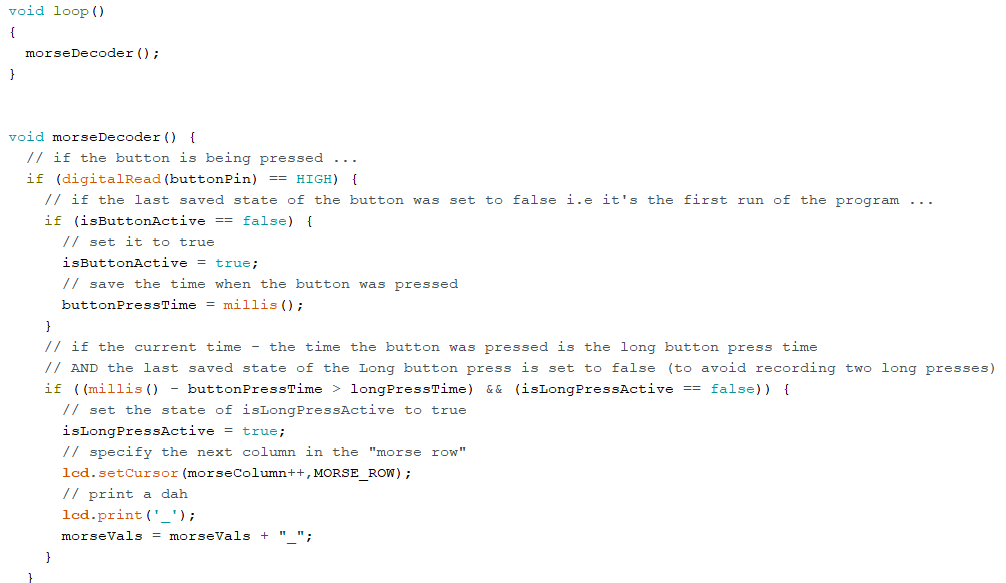 void loop()
{
  morseDecoder();
}


void morseDecoder() {
  // if the button is being pressed ...
  if (digitalRead(buttonPin) == HIGH) {
    // if the last saved state of the button was set to false i.e it's the first run of the program ...
    if (isButtonActive == false) {
      // set it to true
      isButtonActive = true;
      // save the time when the button was pressed
      buttonPressTime = millis();
    }
    // if the current time - the time the button was pressed is the long button press time
    // AND the last saved state of the Long button press is set to false (to avoid recording two long presses)
    if ((millis() - buttonPressTime > longPressTime) && (isLongPressActive == false)) {
      // set the state of isLongPressActive to true
      isLongPressActive = true;
      // specify the next column in the "morse row"
      lcd.setCursor(morseColumn++,MORSE_ROW);
      // print a dah
      lcd.print('_');
      morseVals = morseVals + "_";
    }
  }